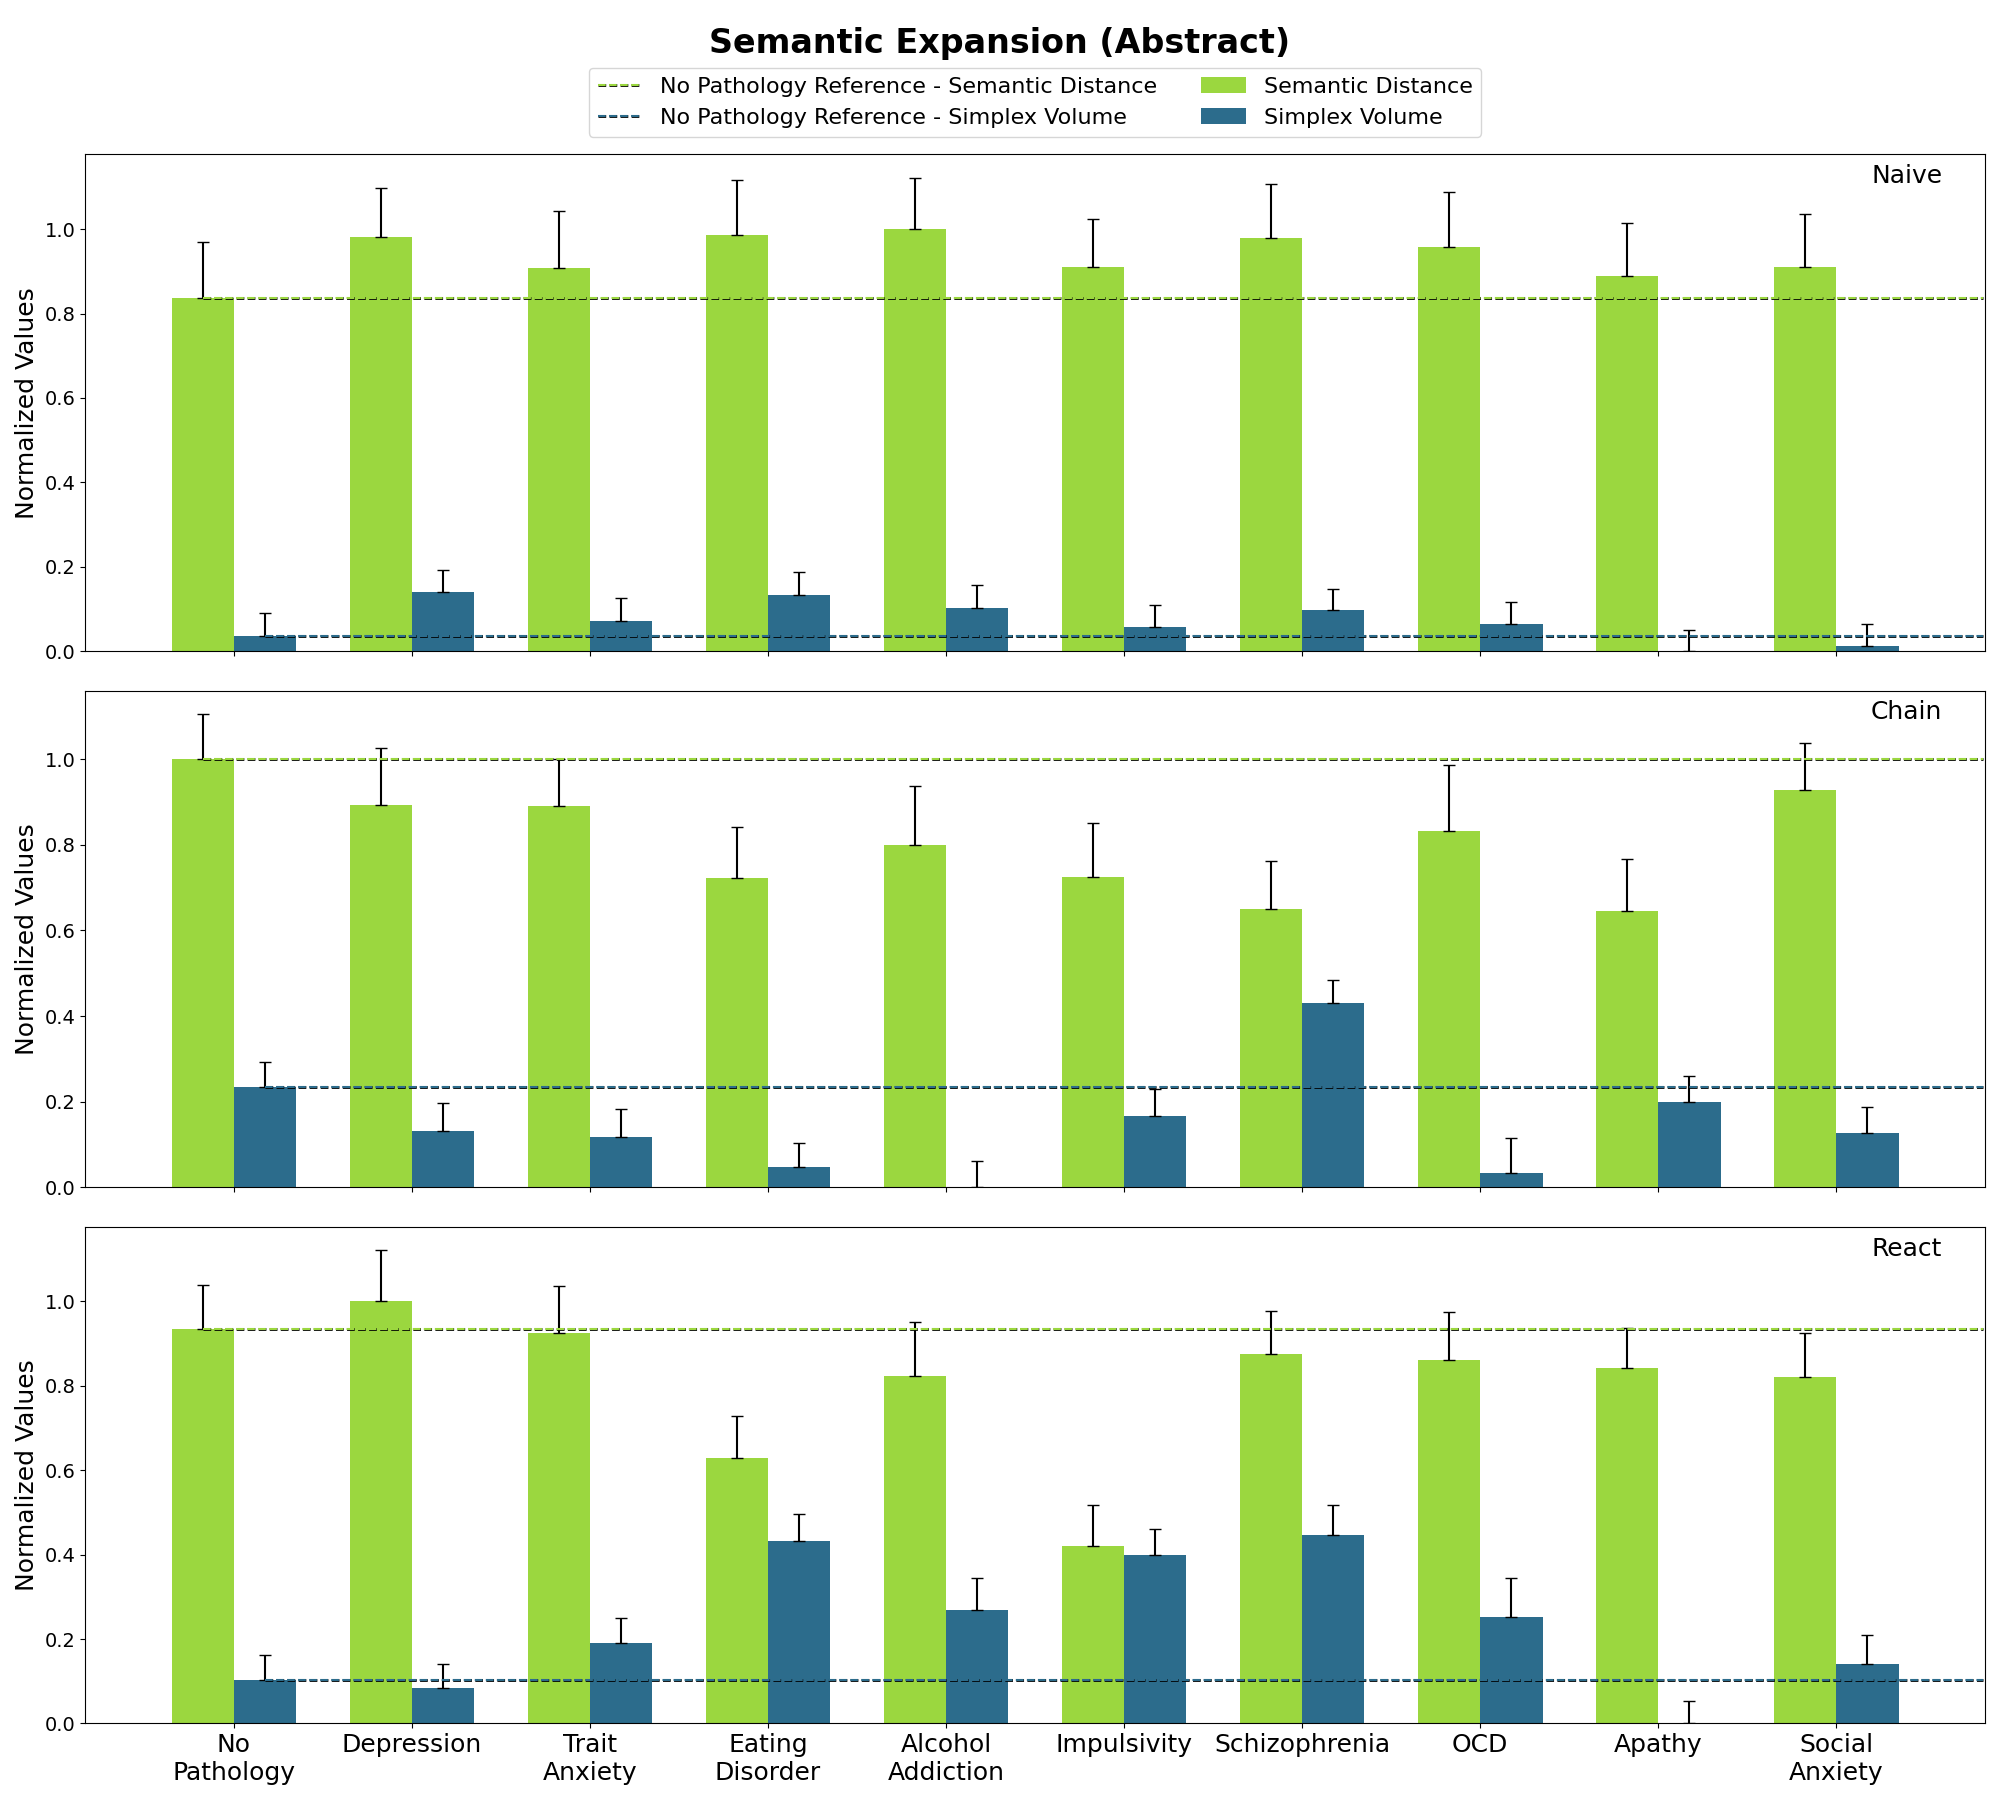 Semantic Expansion (Abstract)
No Pathology Reference - Semantic Distance
No Pathology Reference - Simplex Volume
Semantic Distance
Simplex Volume
Naive
Normalized Values
1.0
0.8
0.6
0.4
0.2
0.0
Chain
Normalized Values
1.0
0.8
0.6
0.4
0.2
0.0
React
Normalized Values
1.0
0.8
0.6
0.4
0.2
0.0
No
Pathology
Depression
Trait
Anxiety
Eating
Disorder
Alcohol
Addiction
Impulsivity
Schizophrenia
OCD
Apathy
Social
Anxiety